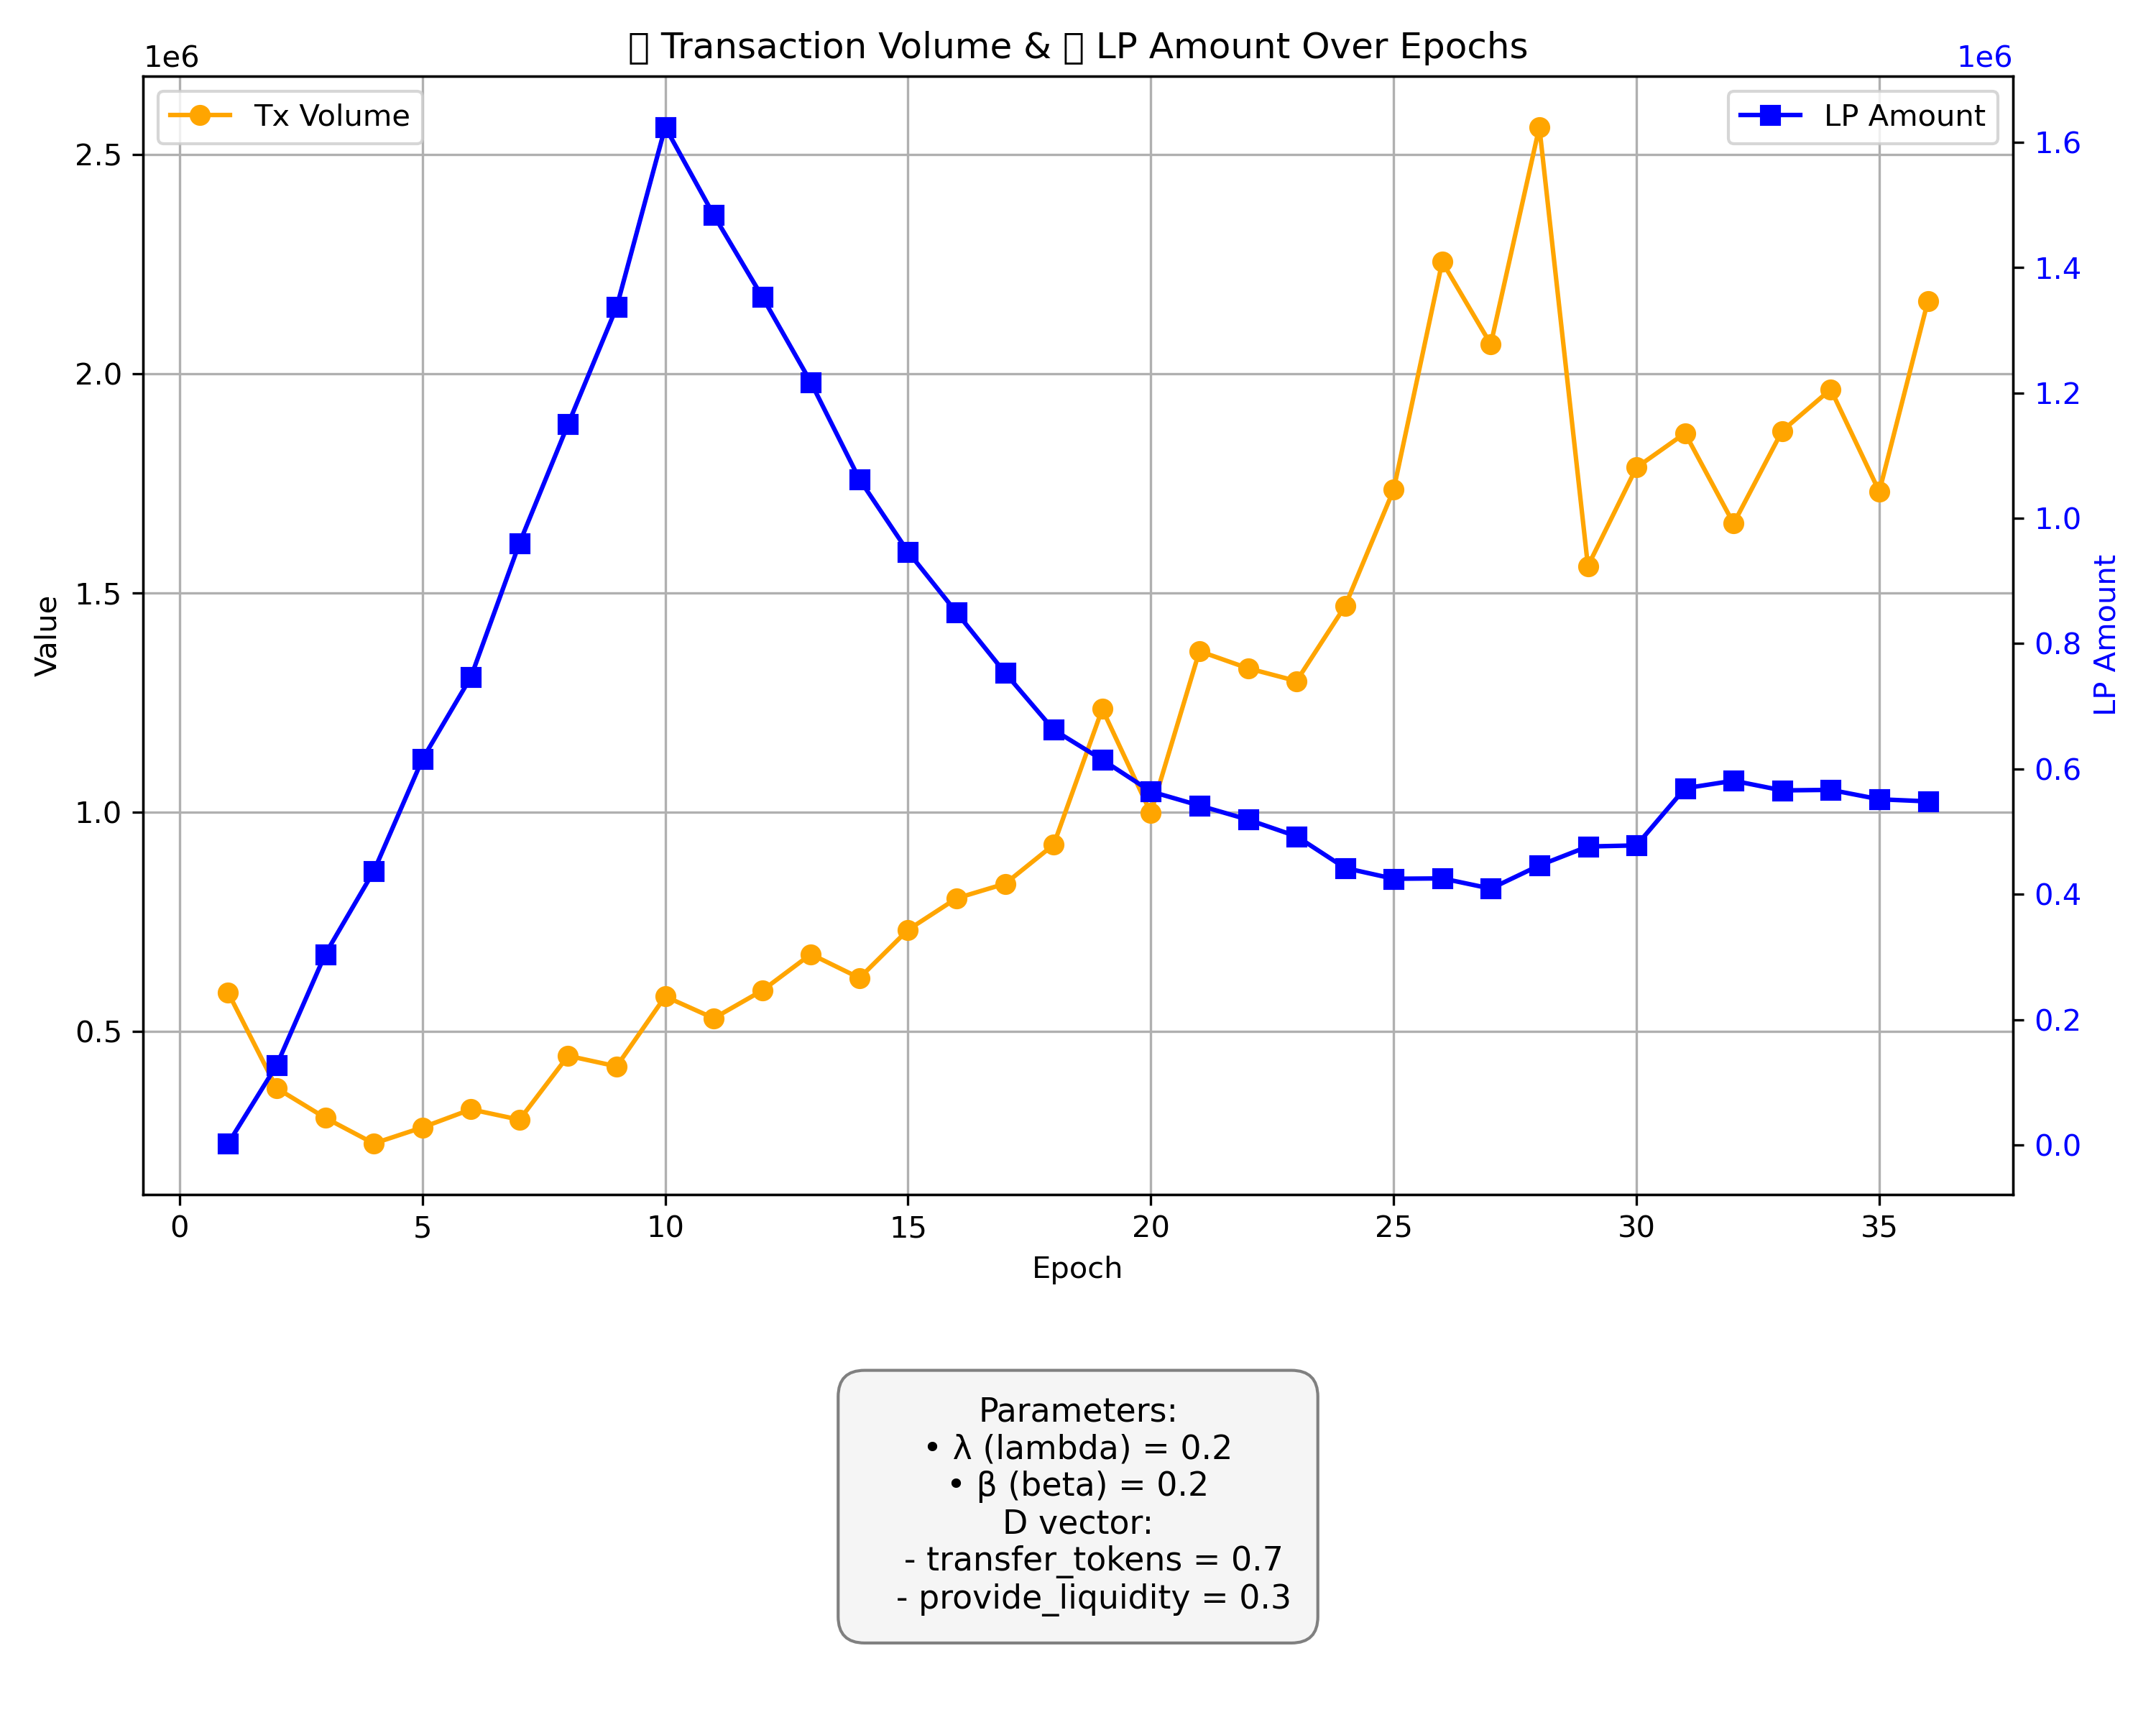 ▯ Transaction Volume & ▯ LP Amount Over Epochs
1e6
1e6
Tx Volume
LP Amount
2.5
2.0
1.5
1.0
0.5
Value
1.6
1.4
1.2
1.0
0.8
0.6
0.4
0.2
0.0
LP Amount
0 5 10 15 20 25 30 35
Epoch
Parameters:
• λ (lambda) = 0.2
• β (beta) = 0.2
D vector:
- transfer_tokens = 0.7
- provide_liquidity = 0.3